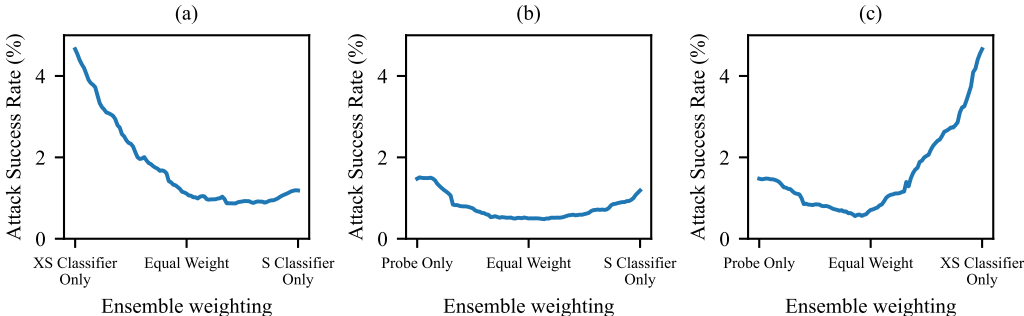 (a)
Attack Success Rate (%)
4
2
0
XS Classifier
Only
Equal Weight
S Classifier
Only
Ensemble weighting
(b)
Attack Success Rate (%)
4
2
0
Probe Only
Equal Weight
S Classifier
Only
Ensemble weighting
(c)
Attack Success Rate (%)
4
2
0
Probe Only
Equal Weight
XS Classifier
Only
Ensemble weighting